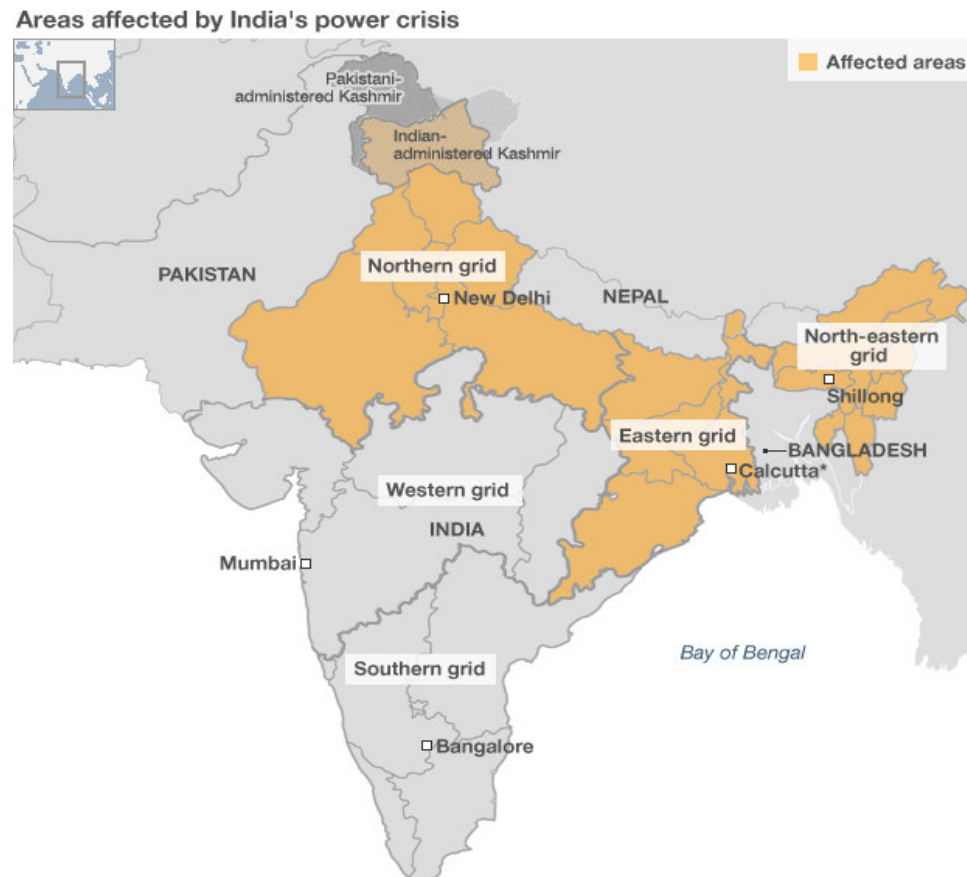 Areas affected by India's power crisis
Affected areas
Pakistani-
administered Kashmir
Indian-
administered Kashmir
PAKISTAN
Northern grid
New Delhi
NEPAL
North-eastern
grid
Shillong
Eastern grid
BANGLADESH
Calcutta*
Western grid
INDIA
Mumbai
Bay of Bengal
Southern grid
Bangalore